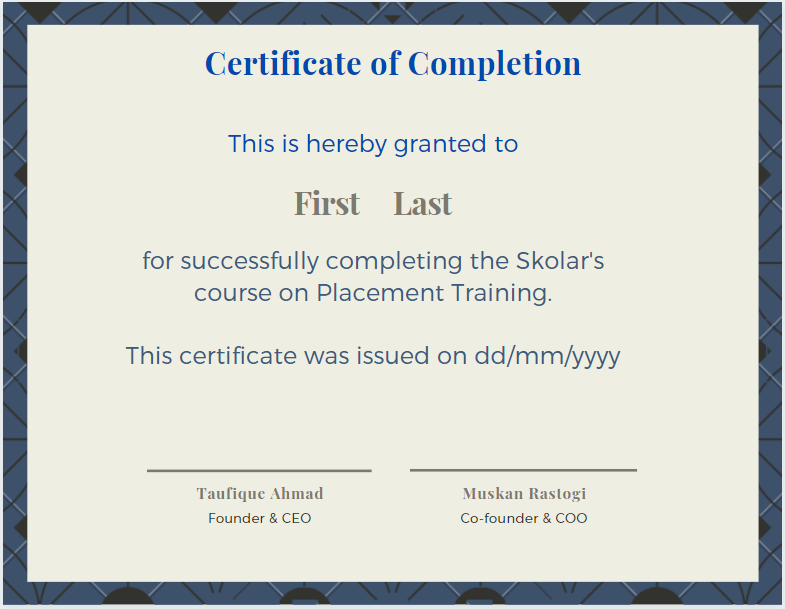 Certificate of Completion
This is hereby granted to
First Last
for successfully completing the Skolar's
course on Placement Training.
This certificate was issued on dd/mm/yyyy
Taufique Ahmad Muskan Rastogi
Founder & CEO Co-founder & COO